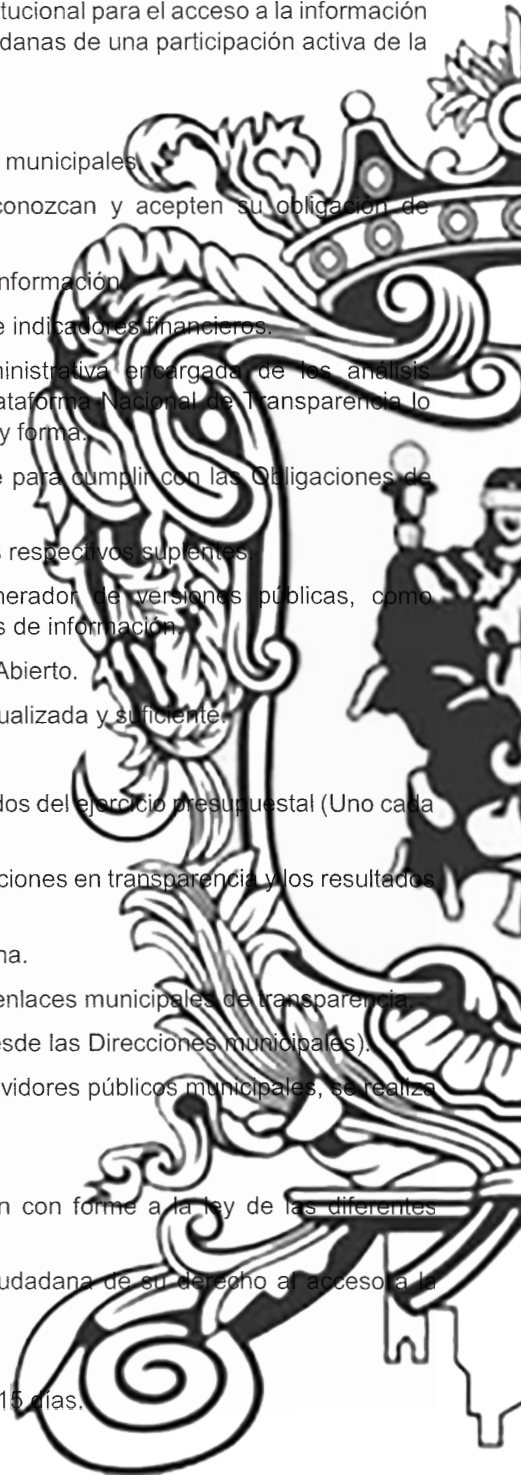 tucional para el acceso a la información
danas de una participación activa de la
municipales
conozcan y acepten su obligación de
nformación.
e indicadores financieros.
ministrativa encargada de los análisis
ataforma Nacional de Transparencia lo
y forma.
e para cumplir con las Obligaciones de
s respectivos suplentes.
nerador de versiones públicas, como
s de información.
Abierto.
ualizada y suficiente.
dos del ejercicio presupuestal (Uno cada
ciones en transparencia y los resultados
na.
enlaces municipales de transparencia.
esde las Direcciones municipales).
vidores públicos municipales, se realiza
n con forme a la ley de las diferentes
udadana de su derecho al acceso a la
15 días.